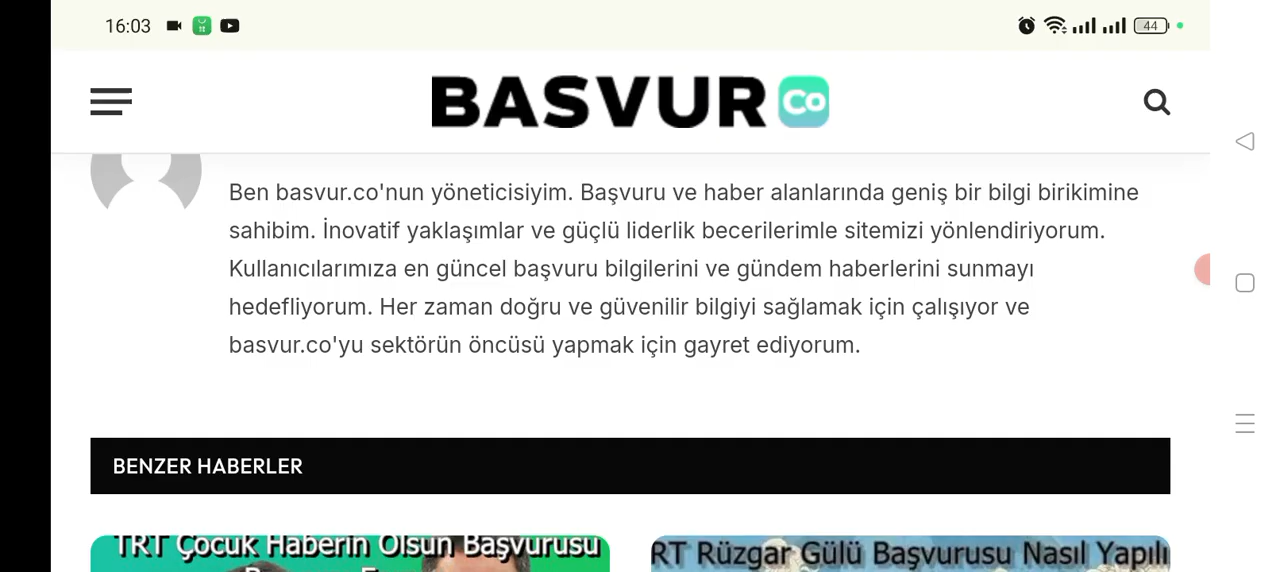 16:03
44
BASVUR Co
Ben basvur.co'nun yöneticisiyim. Başvuru ve haber alanlarında geniş bir bilgi birikimine
sahibim. İnovatif yaklaşımlar ve güçlü liderlik becerilerimle sitemizi yönlendiriyorum.
Kullanıcılarımıza en güncel başvuru bilgilerini ve gündem haberlerini sunmayı
hedefliyorum. Her zaman doğru ve güvenilir bilgiyi sağlamak için çalışıyor ve
basvur.co'yu sektörün öncüsü yapmak için gayret ediyorum.
BENZER HABERLER
TRT Çocuk Haberin Olsun Başvurusu
RT Rüzgar Gülü Başvurusu Nasıl Yapılı